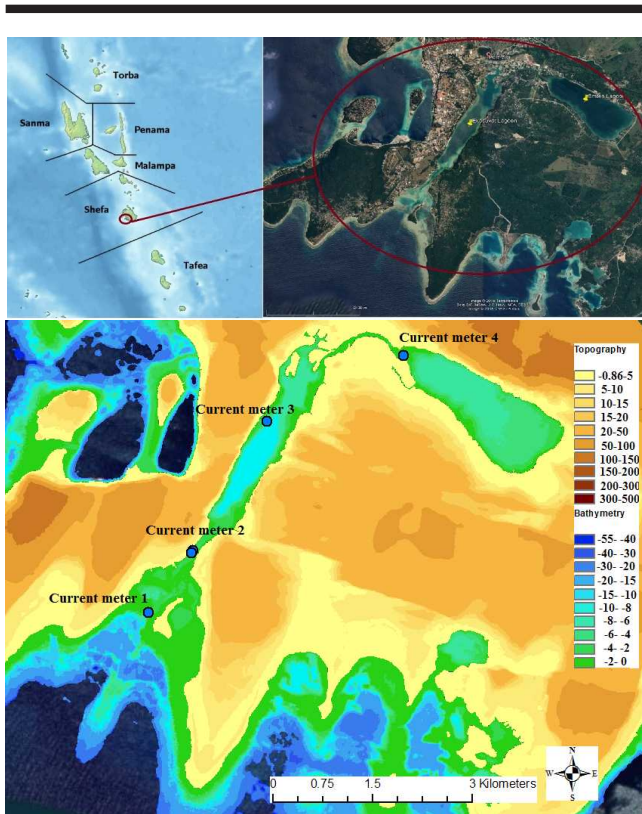 Torba
Sanma
Penama
Malampa
Shefa
Tafea
Lagoon
Lagoon
Current meter 4
Current meter 3
Current meter 2
Current meter 1
Topography
-0.86-5
5-10
10-15
15-20
20-50
50-100
100-150
150-200
200-300
300-500
Bathymetry
-55- -40
-40- -30
-30- -20
-20- -15
-15- -10
-10- -8
-8- -6
-6- -4
-4- -2
-2- 0
N
W E
S
0 0.75 1.5 3 Kilometers